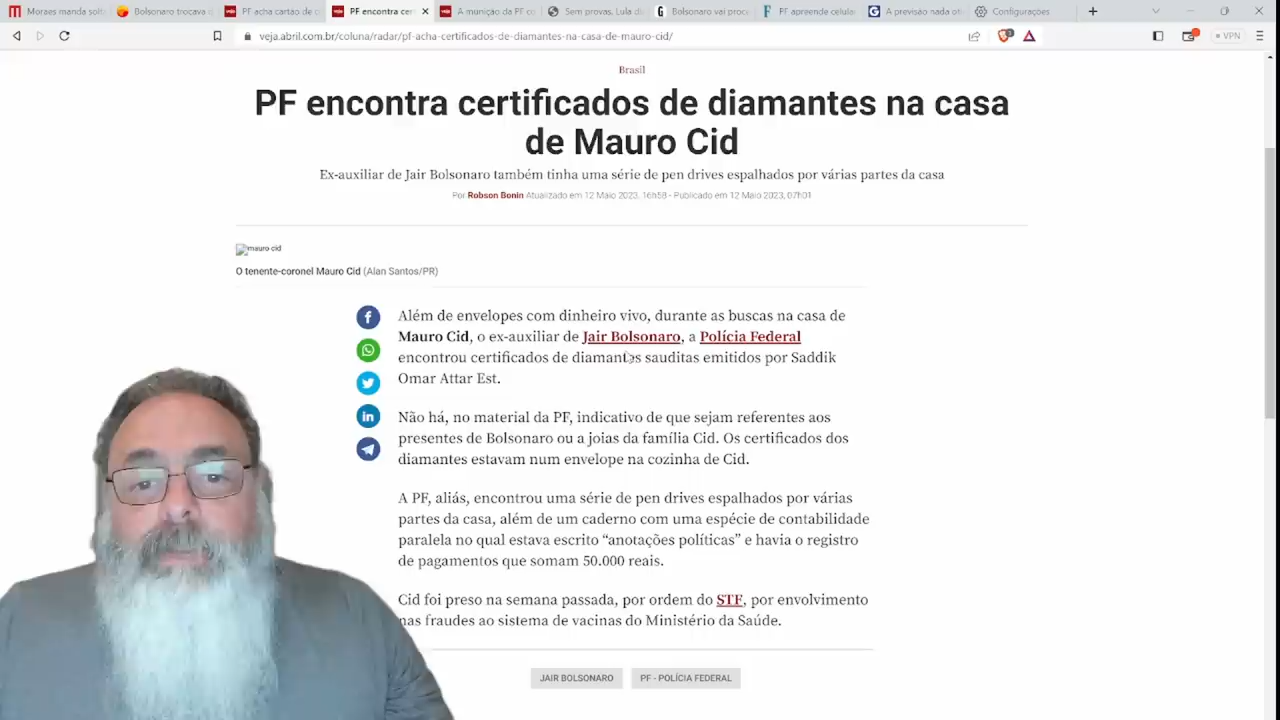 Moraes manda solt
Bolsonaro trocava
PF acha cartão de
PF encontra cer
A munição da PF
Sem provas, Lula di
Bolsonaro vai proc
PF apreende celular
A previsão nada oti
Configurações
veja.abril.com.br/coluna/radar/pf-acha-certificados-de-diamantes-na-casa-de-mauro-cid/
VPN
Brasil
PF encontra certificados de diamantes na casa
de Mauro Cid
Ex-auxiliar de Jair Bolsonaro também tinha uma série de pen drives espalhados por várias partes da casa
Por Robson Bonin Atualizado em 12 Maio 2023, 16h58 - Publicado em 12 Maio 2023, 07h01
mauro cid
O tenente-coronel Mauro Cid (Alan Santos/PR)
Além de envelopes com dinheiro vivo, durante as buscas na casa de
Mauro Cid, o ex-auxiliar de Jair Bolsonaro, a Polícia Federal
encontrou certificados de diamantes sauditas emitidos por Saddik
Omar Attar Est.
Não há, no material da PF, indicativo de que sejam referentes aos
presentes de Bolsonaro ou a joias da família Cid. Os certificados dos
diamantes estavam num envelope na cozinha de Cid.
A PF, aliás, encontrou uma série de pen drives espalhados por várias
partes da casa, além de um caderno com uma espécie de contabilidade
paralela no qual estava escrito “anotações políticas” e havia o registro
de pagamentos que somam 50.000 reais.
Cid foi preso na semana passada, por ordem do STF, por envolvimento
nas fraudes ao sistema de vacinas do Ministério da Saúde.
JAIR BOLSONARO
PF - POLÍCIA FEDERAL